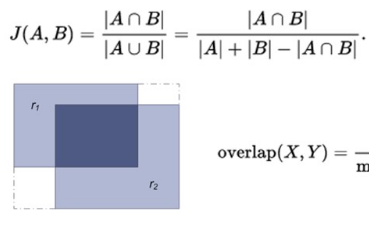 J(A, B) = |A ∩ B| / |A ∪ B| = |A ∩ B| / |A| + |B| − |A ∩ B| .
r1
overlap(X, Y) =
r2